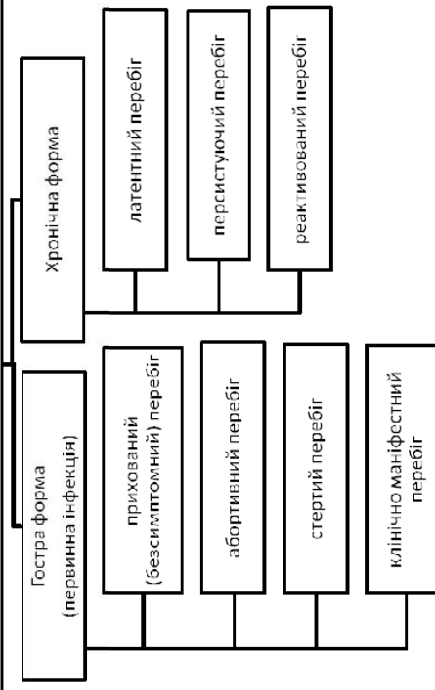 Гостра форма
(первинна інфекція)
прихований
(безсимптомний) перебіг
абортивний перебіг
стертий перебіг
клінічно маніфестний
перебіг
Хронічна форма
латентний перебіг
персистуючий перебіг
реактивований перебіг